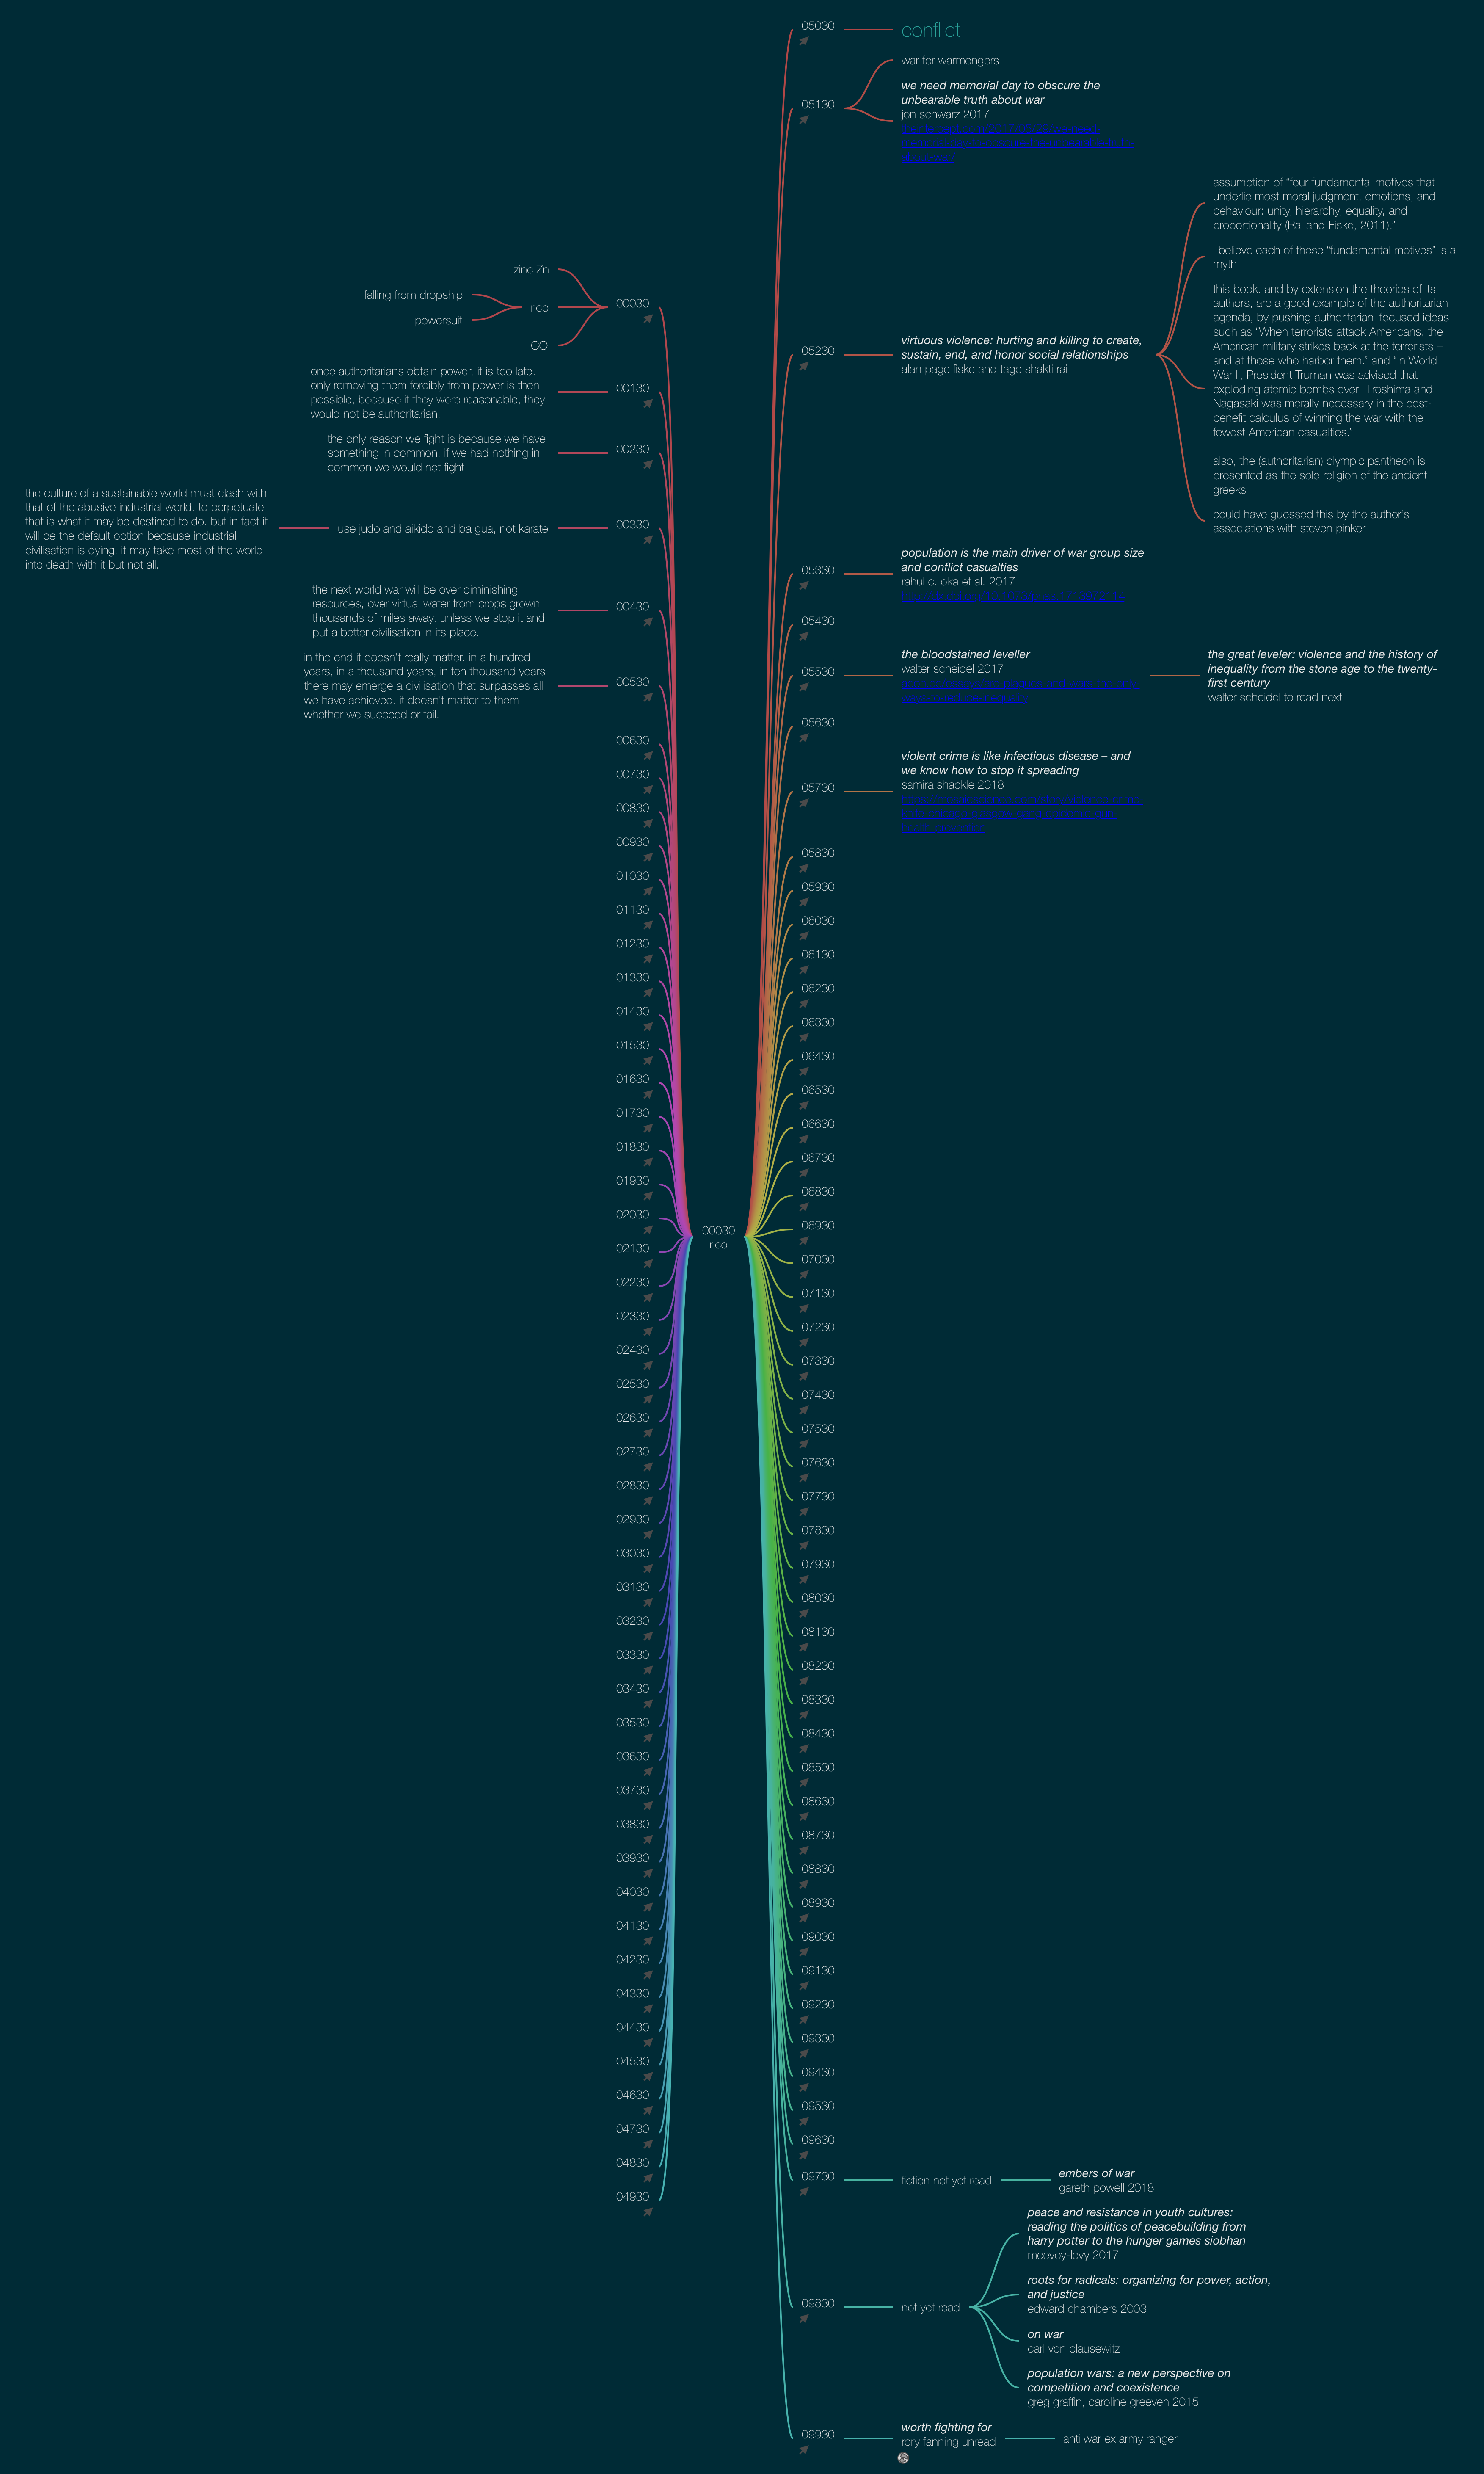 00030
rico
zinc Zn
falling from dropship
rico
powersuit
CO
00030
once authoritarians obtain power, it is too late.
only removing them forcibly from power is then
possible, because if they were reasonable, they
would not be authoritarian.
00130
the only reason we fight is because we have
something in common. if we had nothing in
common we would not fight.
00230
the culture of a sustainable world must clash with
that of the abusive industrial world. to perpetuate
that is what it may be destined to do. but in fact it
will be the default option because industrial
civilisation is dying. it may take most of the world
into death with it but not all.
use judo and aikido and ba gua, not karate
00330
the next world war will be over diminishing
resources, over virtual water from crops grown
thousands of miles away. unless we stop it and
put a better civilisation in its place.
00430
in the end it doesn't really matter. in a hundred
years, in a thousand years, in ten thousand years
there may emerge a civilisation that surpasses all
we have achieved. it doesn't matter to them
whether we succeed or fail.
00530
00630
00730
00830
00930
01030
01130
01230
01330
01430
01530
01630
01730
01830
01930
02030
02130
02230
02330
02430
02530
02630
02730
02830
02930
03030
03130
03230
03330
03430
03530
03630
03730
03830
03930
04030
04130
04230
04330
04430
04530
04630
04730
04830
04930
05030
conflict
05130
war for warmongers
we need memorial day to obscure the
unbearable truth about war
jon schwarz 2017
05230
virtuous violence: hurting and killing to create,
sustain, end, and honor social relationships
alan page fiske and tage shakti rai
assumption of “four fundamental motives that
underlie most moral judgment, emotions, and
behaviour: unity, hierarchy, equality, and
proportionality (Rai and Fiske, 2011).”
I believe each of these “fundamental motives” is a
myth
this book. and by extension the theories of its
authors, are a good example of the authoritarian
agenda, by pushing authoritarian–focused ideas
such as “When terrorists attack Americans, the
American military strikes back at the terrorists –
and at those who harbor them.” and “In World
War II, President Truman was advised that
exploding atomic bombs over Hiroshima and
Nagasaki was morally necessary in the cost-
benefit calculus of winning the war with the
fewest American casualties.”
also, the (authoritarian) olympic pantheon is
presented as the sole religion of the ancient
greeks
could have guessed this by the author's
associations with steven pinker
05330
population is the main driver of war group size
and conflict casualties
rahul c. oka et al. 2017
05430
05530
the bloodstained leveller
walter scheidel 2017
the great leveler: violence and the history of
inequality from the stone age to the twenty-
first century
walter scheidel to read next
05630
05730
violent crime is like infectious disease – and
we know how to stop it spreading
samira shackle 2018
05830
05930
06030
06130
06230
06330
06430
06530
06630
06730
06830
06930
07030
07130
07230
07330
07430
07530
07630
07730
07830
07930
08030
08130
08230
08330
08430
08530
08630
08730
08830
08930
09030
09130
09230
09330
09430
09530
09630
09730
fiction not yet read
embers of war
gareth powell 2018
09830
not yet read
peace and resistance in youth cultures:
reading the politics of peacebuilding from
harry potter to the hunger games siobhan
mcevoy-levy 2017
roots for radicals: organizing for power, action,
and justice
edward chambers 2003
on war
carl von clausewitz
population wars: a new perspective on
competition and coexistence
greg graffin, caroline greeven 2015
09930
worth fighting for
rory fanning unread
anti war ex army ranger